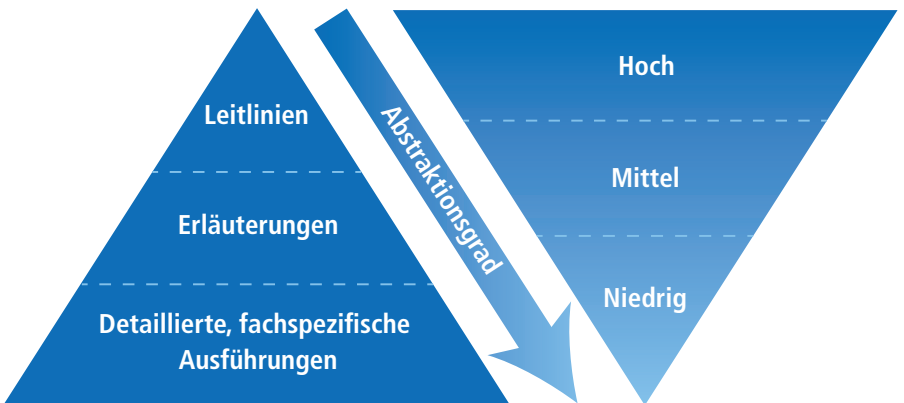 Leitlinien
Erläuterungen
Detaillierte, fachspezifische
Ausführungen
Abstraktionsgrad
Hoch
Mittel
Niedrig